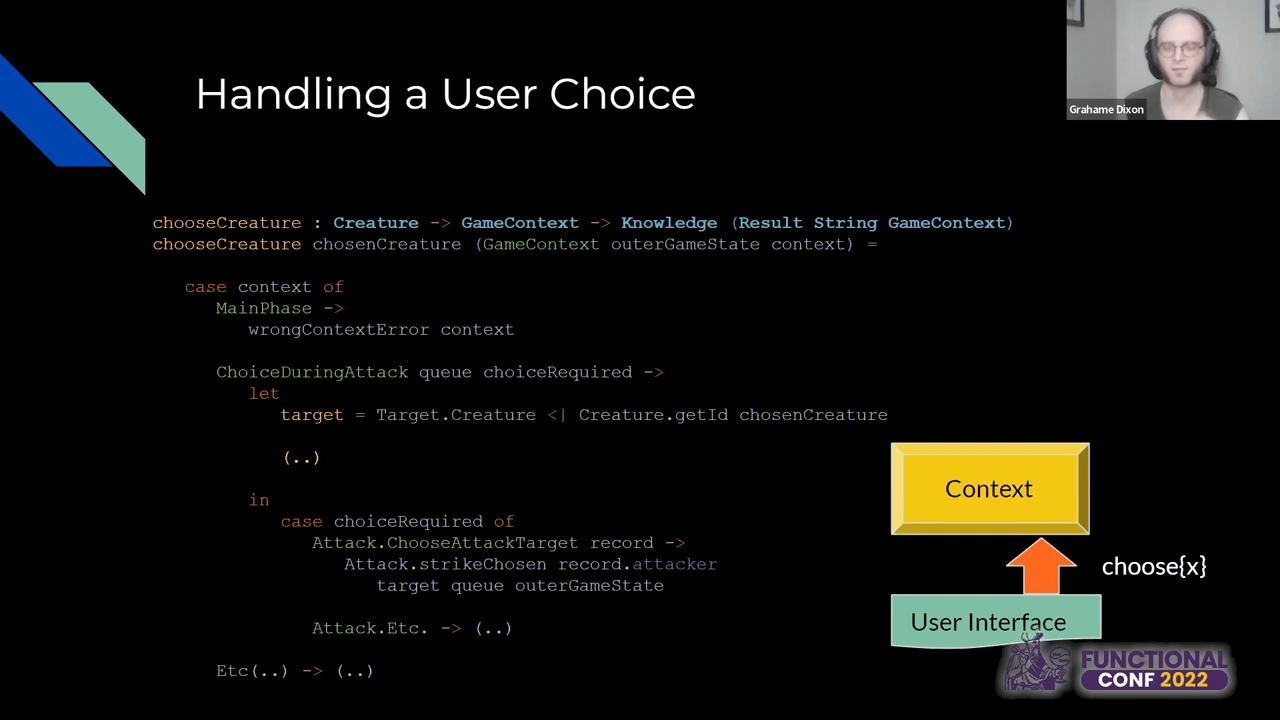 Handling a User Choice
Grahame Dixon
chooseCreature : Creature -> GameContext -> Knowledge (Result String GameContext)
chooseCreature chosenCreature (GameContext outerGameState context) =
case context of
MainPhase ->
wrongContextError context
ChoiceDuringAttack queue choiceRequired ->
let
target = Target.Creature <| Creature.getId chosenCreature
(..)
in
case choiceRequired of
Attack.ChooseAttackTarget record ->
Attack.strikeChosen record.attacker
target queue outerGameState
Attack.Etc. -> (..)
Etc(..) -> (..)
Context
choose{x}
User Interface
FUNCTIONAL
CONF 2022